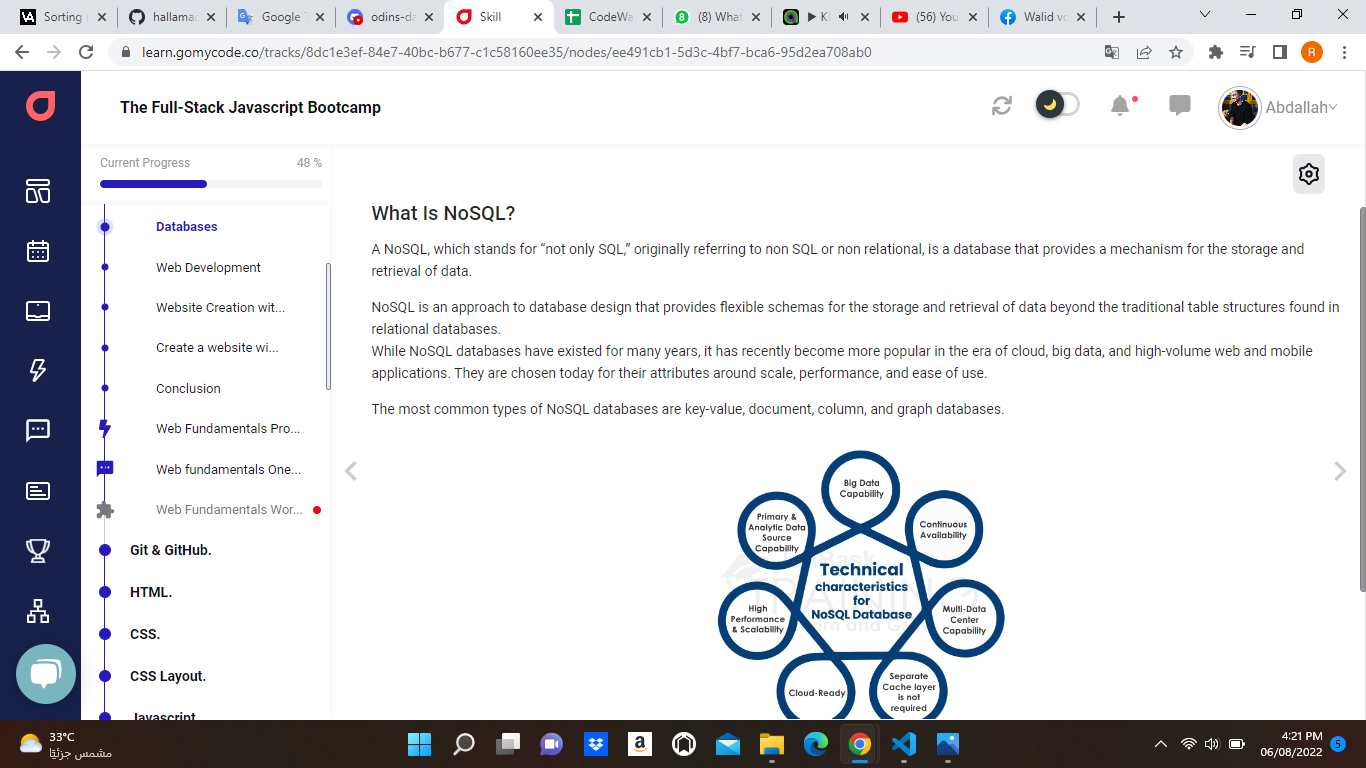 Sorting
hallamad
Google T
odins-da
Skill
CodeWa
(8) What
(56) You
Walid vo
learn.gomycode.co/tracks/8dc1e3ef-84e7-40bc-b677-c1c58160ee35/nodes/ee491cb1-5d3c-4bf7-bca6-95d2ea708ab0
R
The Full-Stack Javascript Bootcamp
Abdallah
Current Progress 48 %
Databases
Web Development
Website Creation wit...
Create a website wi...
Conclusion
Web Fundamentals Pro...
Web fundamentals One...
Web Fundamentals Wor...
Git & GitHub.
HTML.
CSS.
CSS Layout.
Javascript
What Is NoSQL?
A NoSQL, which stands for “not only SQL,” originally referring to non SQL or non relational, is a database that provides a mechanism for the storage and
retrieval of data.
NoSQL is an approach to database design that provides flexible schemas for the storage and retrieval of data beyond the traditional table structures found in
relational databases.
While NoSQL databases have existed for many years, it has recently become more popular in the era of cloud, big data, and high-volume web and mobile
applications. They are chosen today for their attributes around scale, performance, and ease of use.
The most common types of NoSQL databases are key-value, document, column, and graph databases.
Big Data
Capability
Primary &
Analytic Data
Source
Capability
Continuous
Availability
Technical
characteristics
for
NoSQL Database
High
Performance
& Scalability
Multi-Data
Center
Capability
Cloud-Ready
Separate
Cache layer
is not
required
33°C
مشمس جزئيًا
4:21 PM
06/08/2022
5